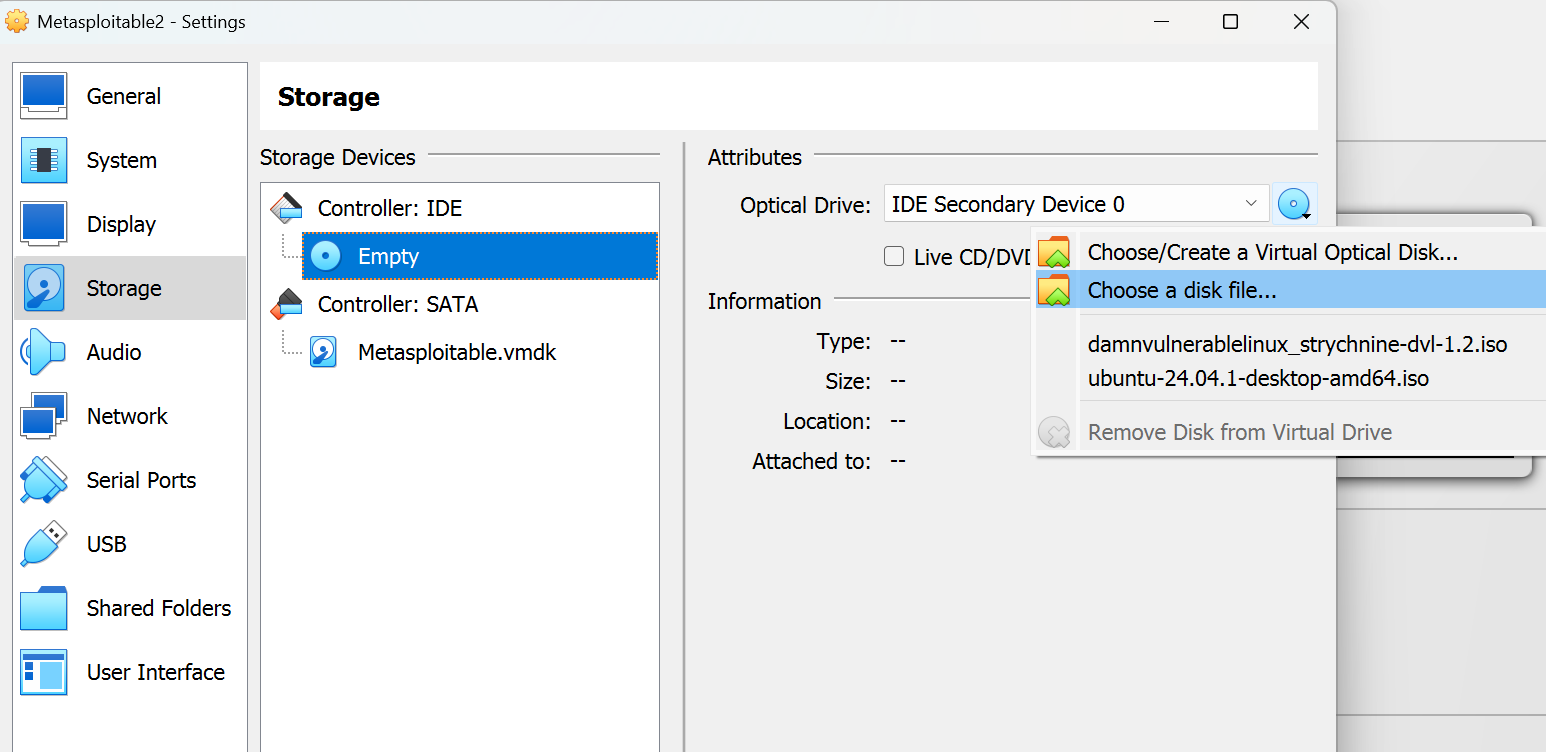 Metasploitable2 - Settings
General
System
Display
Storage
Audio
Network
Serial Ports
USB
Shared Folders
User Interface
Storage
Storage Devices
Controller: IDE
Empty
Controller: SATA
Metasploitable.vmdk
Attributes
Optical Drive: IDE Secondary Device 0
Live CD/DVD
Information
Type: --
Size: --
Location: --
Attached to: --
Choose/Create a Virtual Optical Disk...
Choose a disk file...
damnvulnerablelinux_strychnine-dvl-1.2.iso
ubuntu-24.04.1-desktop-amd64.iso
Remove Disk from Virtual Drive